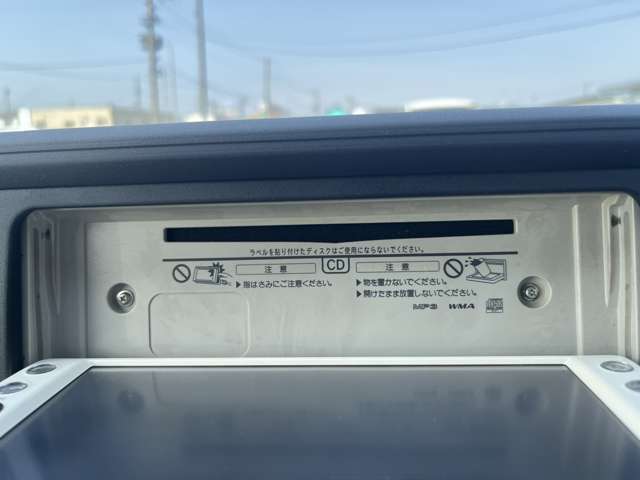 ラベルを貼り付けたディスクはご使用にならないでください。
注意 CD 注意
▶指はさみにご注意ください。
▶物を置かないでください。
▶開けたまま放置しないでください。
MP3 WMA